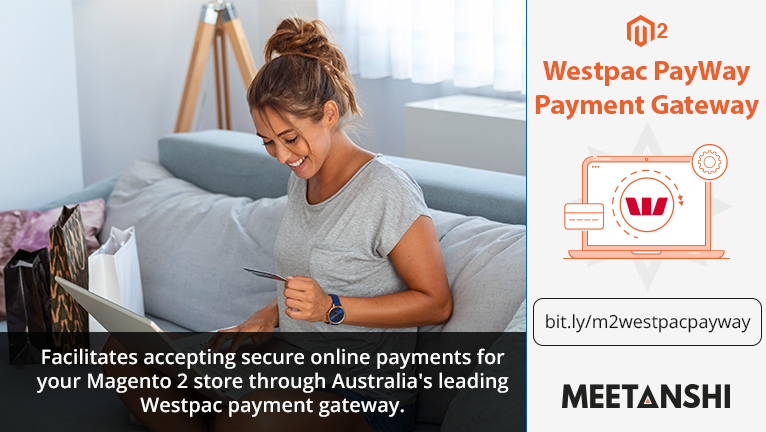 Facilitates accepting secure online payments for
your Magento 2 store through Australia's leading
Westpac payment gateway.
2
Westpac PayWay
Payment Gateway
bit.ly/m2westpacpayway
MEETANSHI